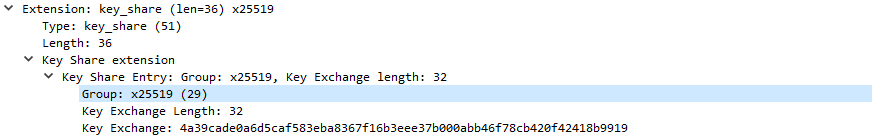 Extension: key_share (len=36) x25519
Type: key_share (51)
Length: 36
Key Share extension
Key Share Entry: Group: x25519, Key Exchange length: 32
Group: x25519 (29)
Key Exchange Length: 32
Key Exchange: 4a39cade0a6d5caf583eba8367f16b3eee37b000abb46f78cb420f42418b9919